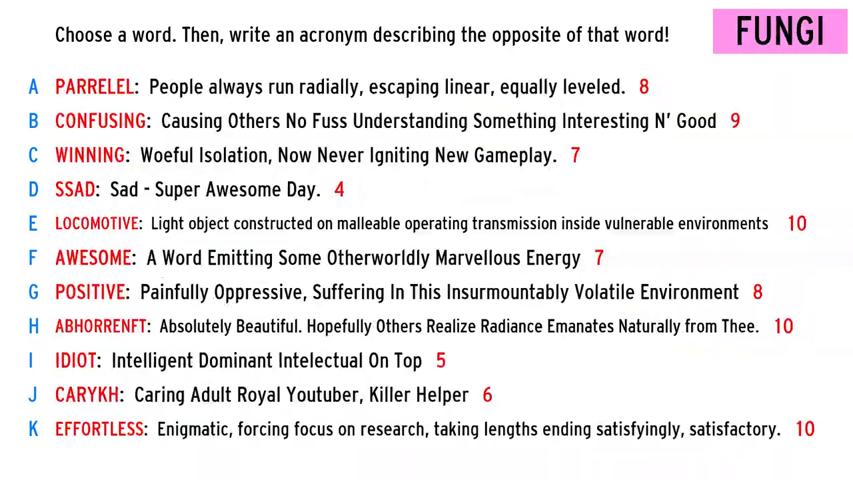 Choose a word. Then, write an acronym describing the opposite of that word!
FUNGI
A PARRELEL: People always run radially, escaping linear, equally leveled. 8
B CONFUSING: Causing Others No Fuss Understanding Something Interesting N' Good 9
C WINNING: Woeful Isolation, Now Never Igniting New Gameplay. 7
D SSAD: Sad - Super Awesome Day. 4
E LOCOMOTIVE: Light object constructed on malleable operating transmission inside vulnerable environments 10
F AWESOME: A Word Emitting Some Otherworldly Marvellous Energy 7
G POSITIVE: Painfully Oppressive, Suffering In This Insurmountably Volatile Environment 8
H ABHORRENFT: Absolutely Beautiful. Hopefully Others Realize Radiance Emanates Naturally from Thee. 10
I IDIOT: Intelligent Dominant Intelectual On Top 5
J CARYKH: Caring Adult Royal Youtuber, Killer Helper 6
K EFFORTLESS: Enigmatic, forcing focus on research, taking lengths ending satisfyingly, satisfactory. 10